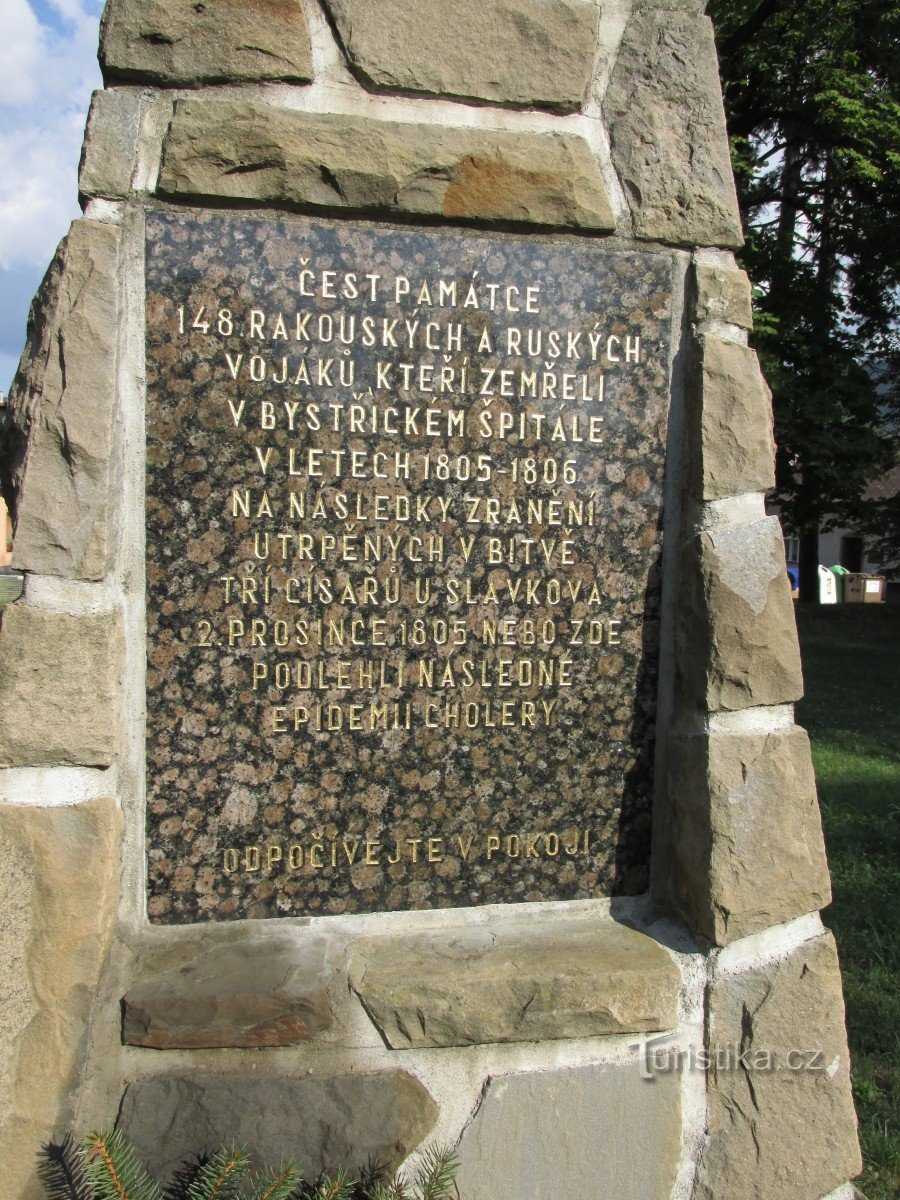 ČEST PAMÁTCE
148. RAKOUSKÝCH A RUSKÝCH
VOJÁKŮ, KTEŘÍ ZEMŘELI
V BYSTŘICKÉM ŠPITÁLE
V LETECH 1805-1806
NA NÁSLEDKY ZRANĚNÍ
UTRPĚNÝCH V BITVĚ
TŘÍ CÍSAŘŮ U SLAVKOVA
2. PROSINCE 1805 NEBO ZDE
PODLEHLI NÁSLEDNÉ
EPIDEMII CHOLERY
ODPOČÍVEJTE V POKOJI
Turistika.cz